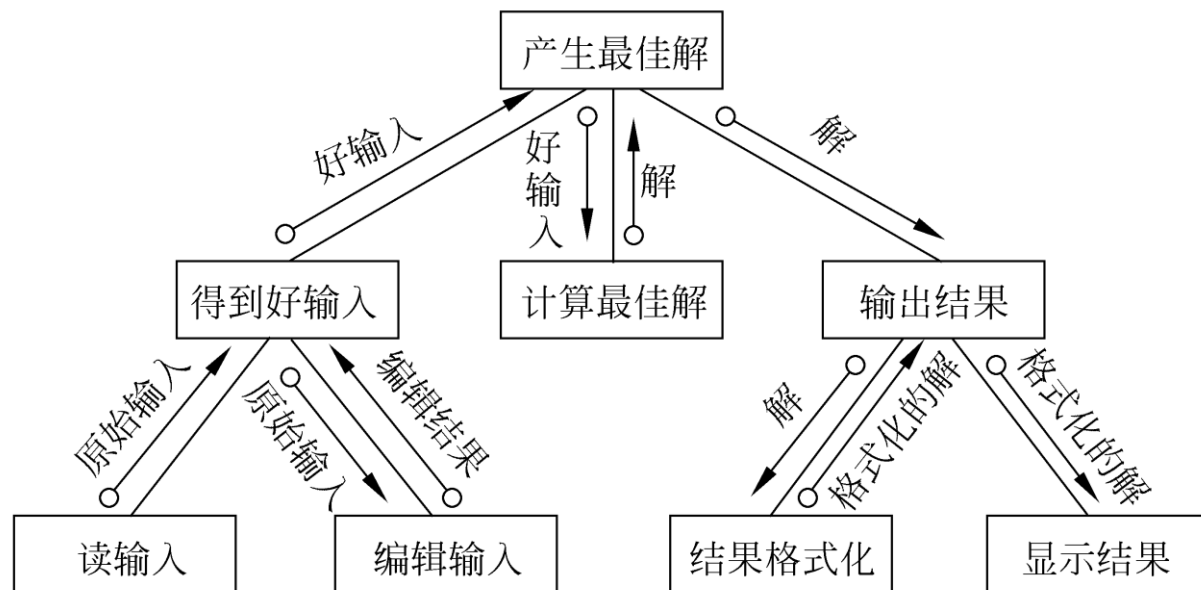 产生最佳解
好输入
好输入
解
解
得到好输入
计算最佳解
输出结果
原始输入
原始输入
编辑结果
解
格式化的解
格式化的解
读输入
编辑输入
结果格式化
显示结果